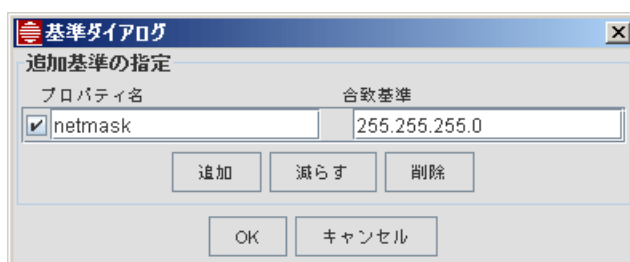 基準ダイアログ
追加基準の指定
プロパティ名 合致基準
netmask 255.255.255.0
追加 減らす 削除
OK キャンセル